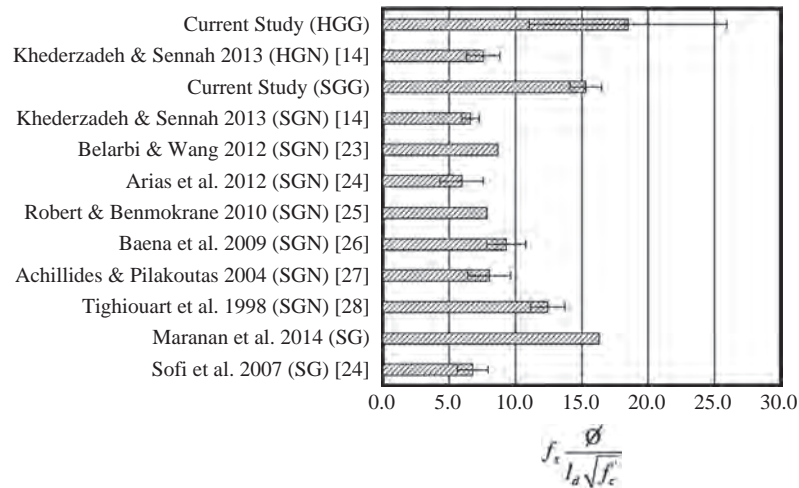 Current Study (HGG)
Khederzadeh & Sennah 2013 (HGN) [14]
Current Study (SGG)
Khederzadeh & Sennah 2013 (SGN) [14]
Belarbi & Wang 2012 (SGN) [23]
Arias et al. 2012 (SGN) [24]
Robert & Benmokrane 2010 (SGN) [25]
Baena et al. 2009 (SGN) [26]
Achillides & Pilakoutas 2004 (SGN) [27]
Tighiouart et al. 1998 (SGN) [28]
Maranan et al. 2014 (SG)
Sofi et al. 2007 (SG) [24]
0.0 5.0 10.0 15.0 20.0 25.0 30.0
Ø
l_d √f'_c